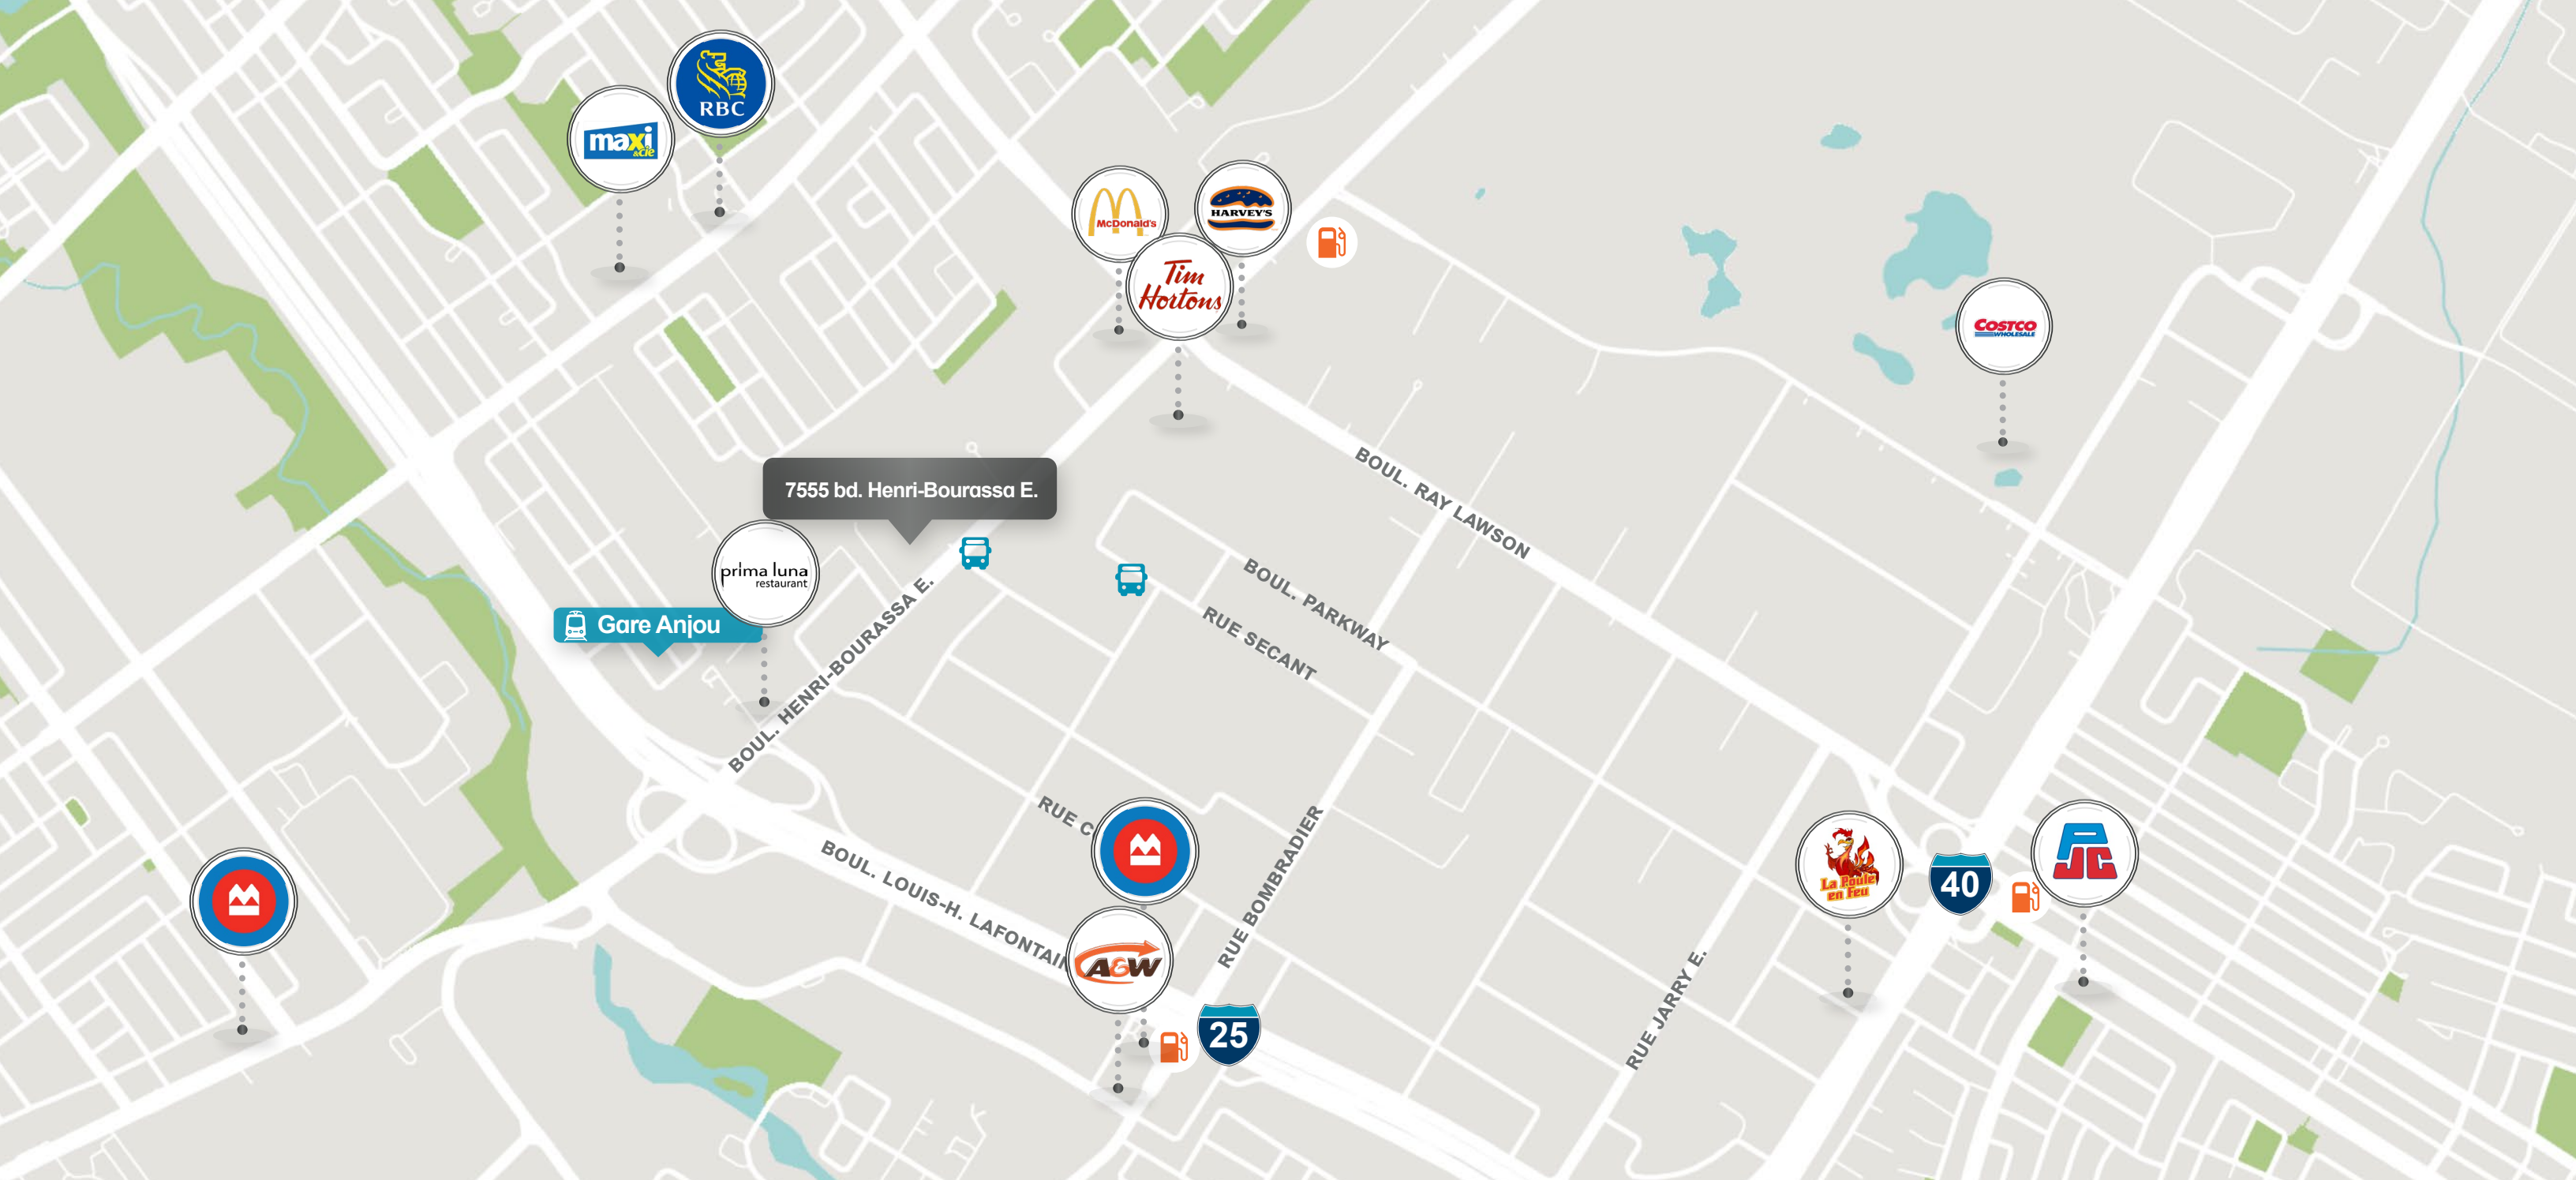 RBC
maxi
&cie
McDonald's
HARVEY'S
Tim
Hortons
COSTCO
WHOLESALE
BOUL. RAY LAWSON
7555 bd. Henri-Bourassa E.
prima luna
restaurant
Gare Anjou
BOUL. HENRI-BOURASSA E.
BOUL. PARKWAY
RUE SECANT
RUE C
BOUL. LOUIS-H. LAFONTAIN
RUE BOMBRADIER
A&W
25
RUE JARRY E.
La Poule
en Feu
40
PJC